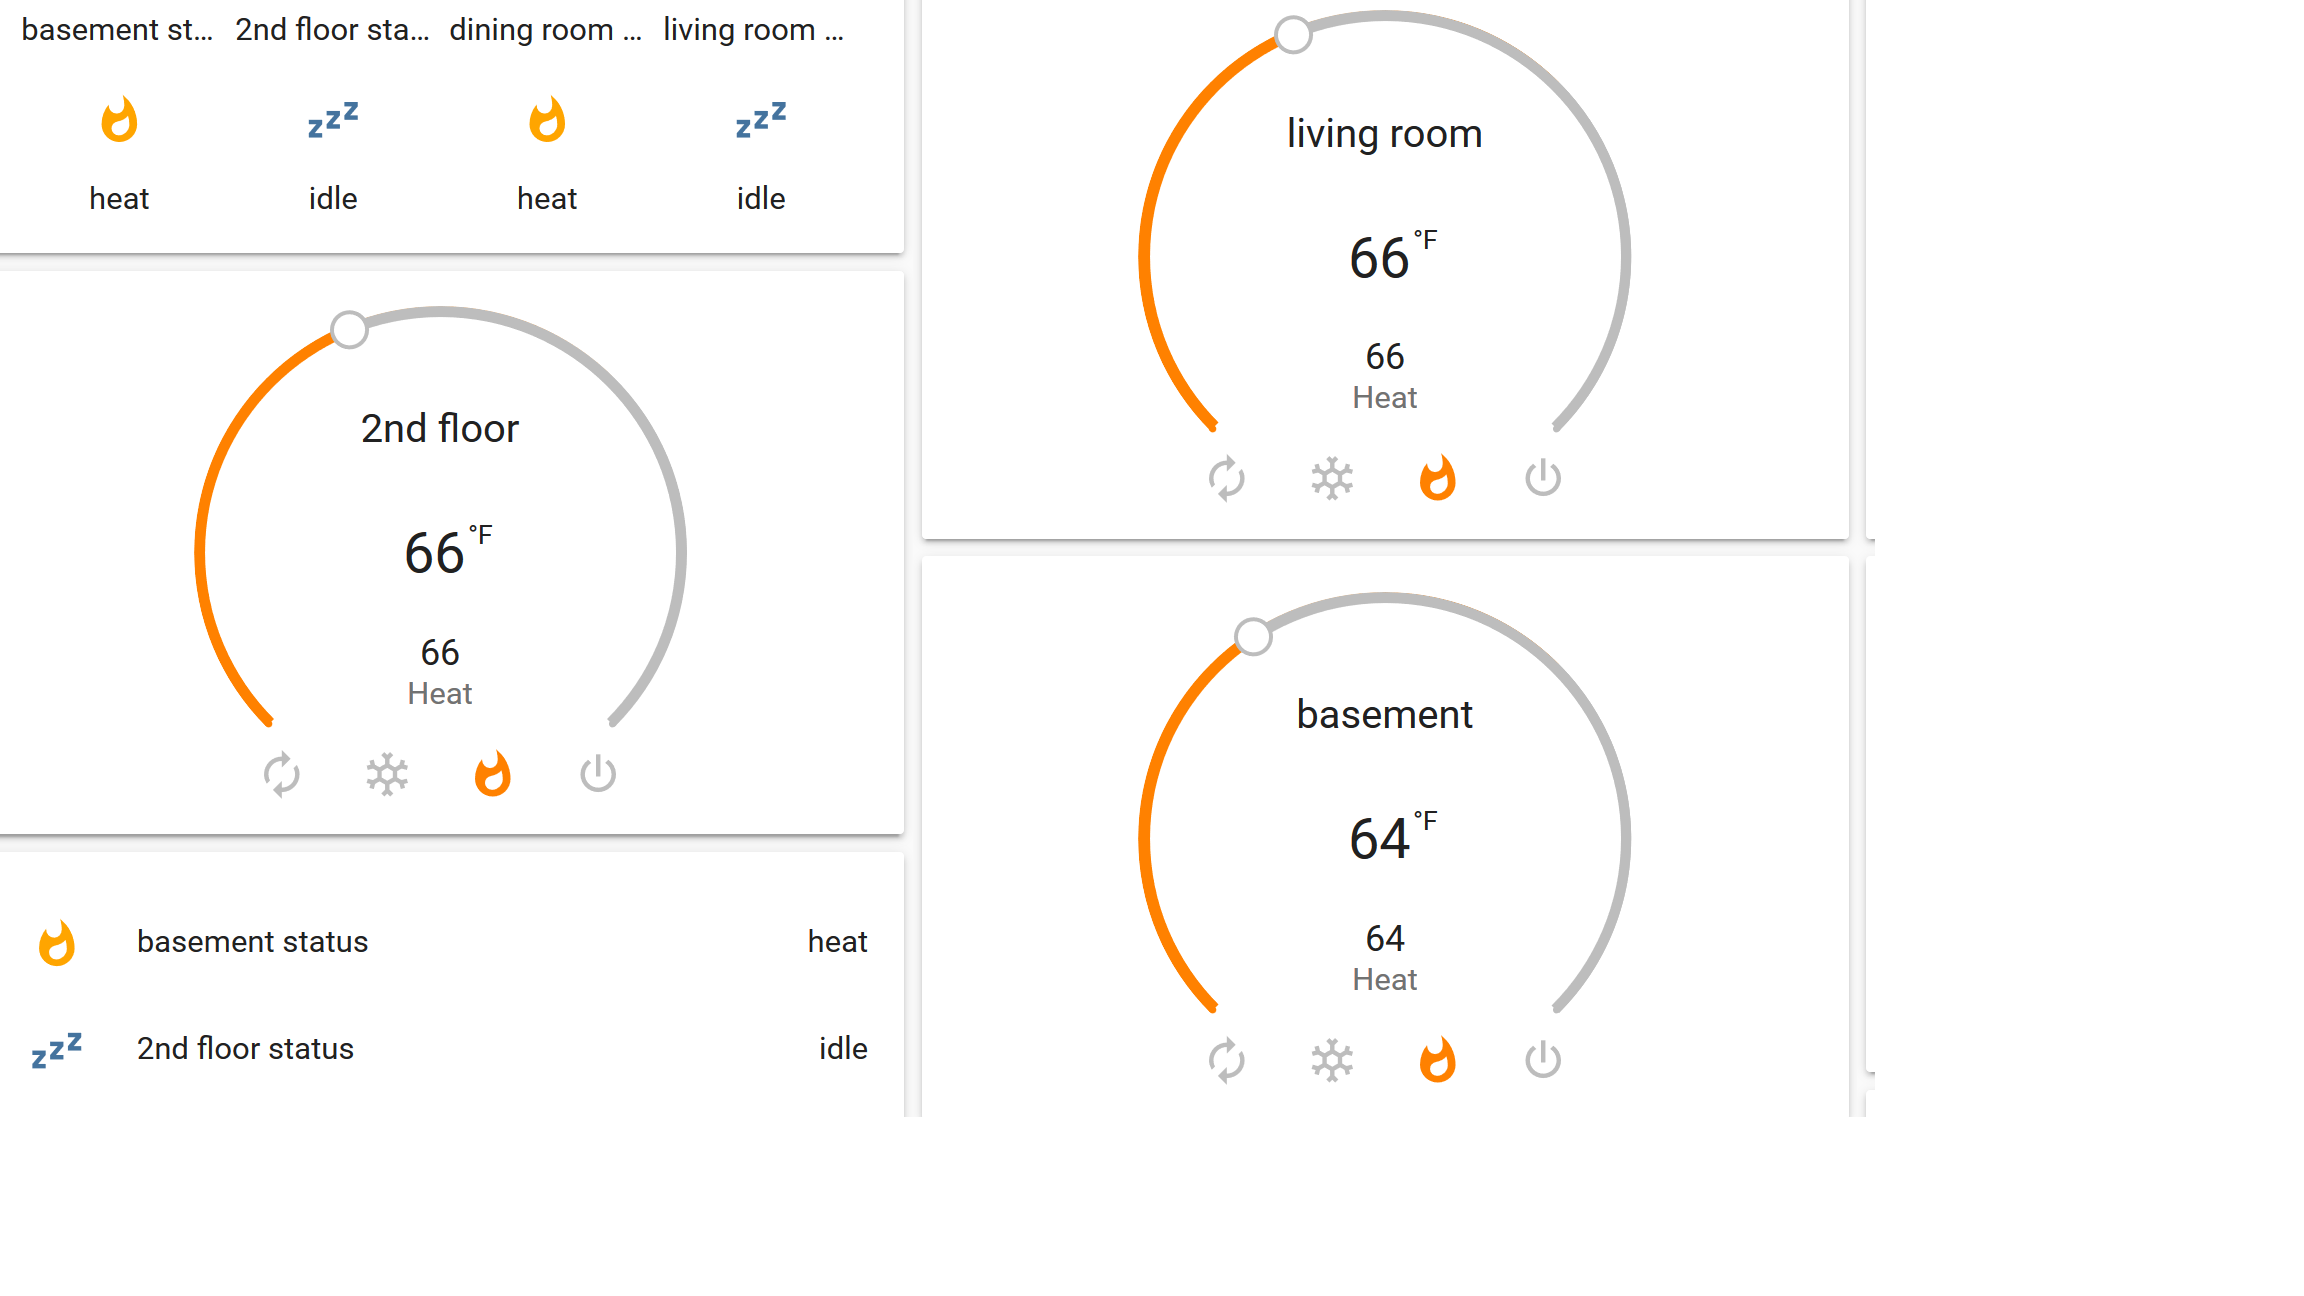 basement st... 2nd floor sta... dining room ... living room ...
heat idle heat idle
2nd floor
66 °F
66
Heat
basement status heat
2nd floor status idle
living room
66 °F
66
Heat
basement
64 °F
64
Heat